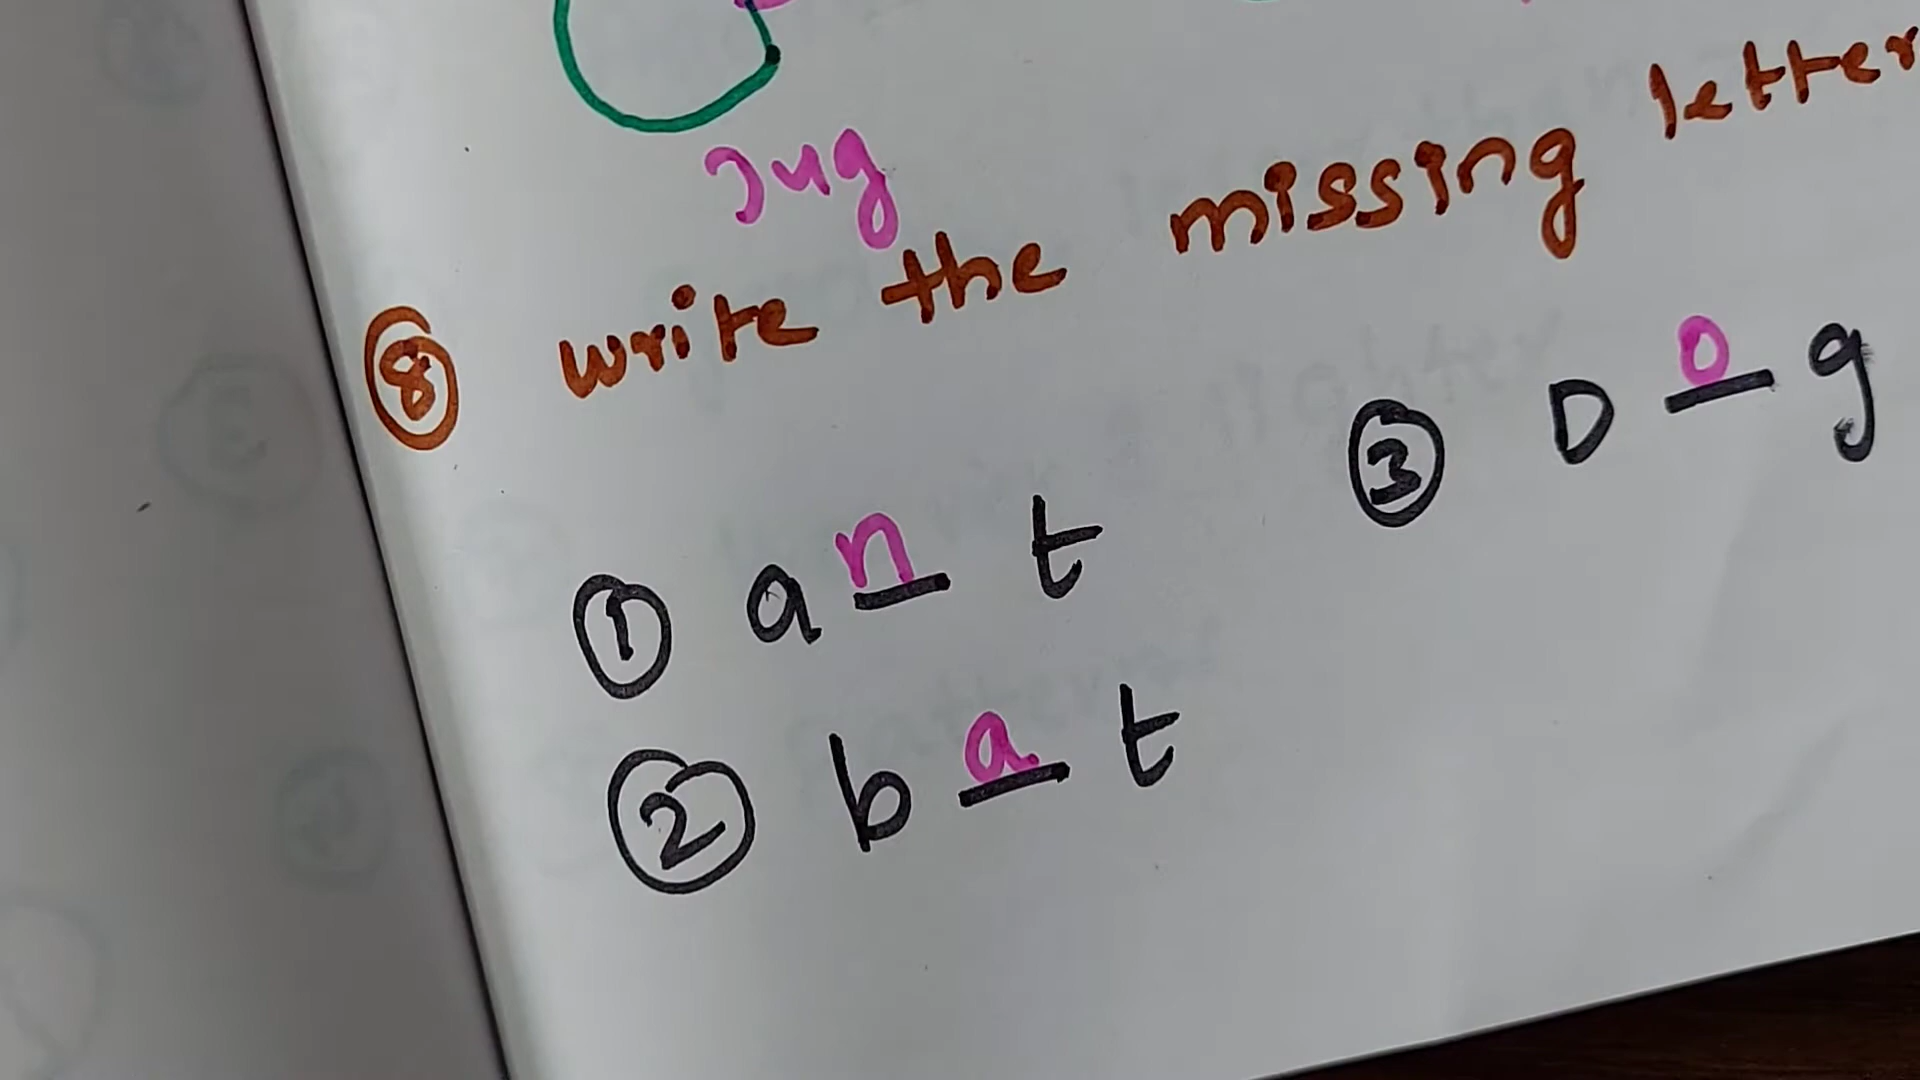 Jug
⑧ write the missing letter
① a n t
② b a t
③ D o g